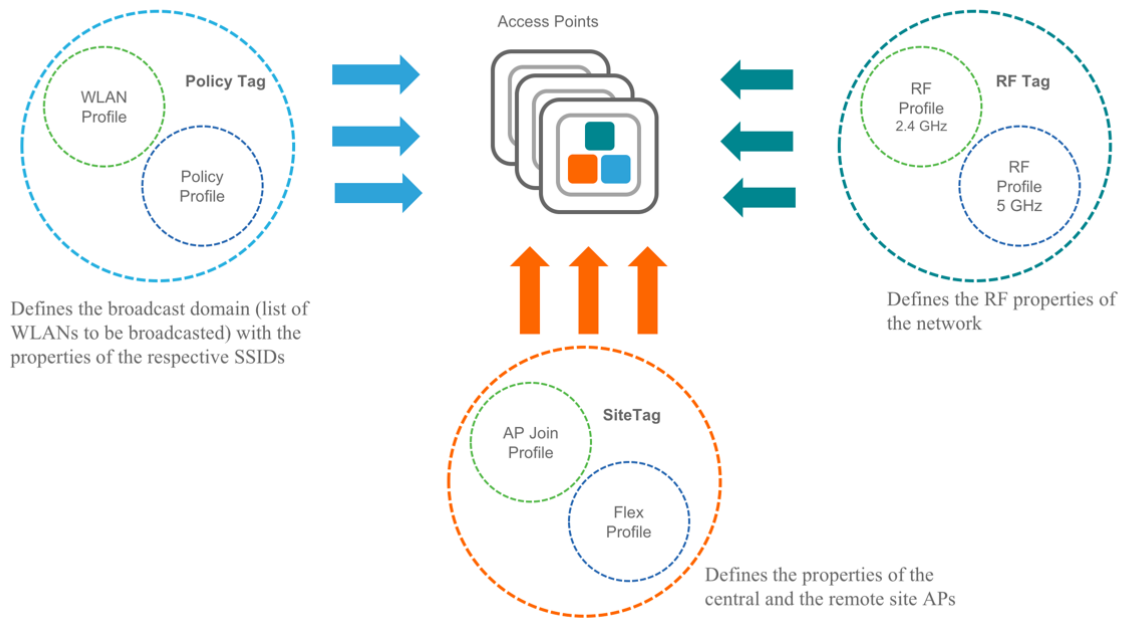 Access Points
Policy Tag
WLAN
Profile
Policy
Profile
Defines the broadcast domain (list of
WLANs to be broadcasted) with the
properties of the respective SSIDs
RF Tag
RF
Profile
2.4 GHz
RF
Profile
5 GHz
Defines the RF properties of
the network
SiteTag
AP Join
Profile
Flex
Profile
Defines the properties of the
central and the remote site APs